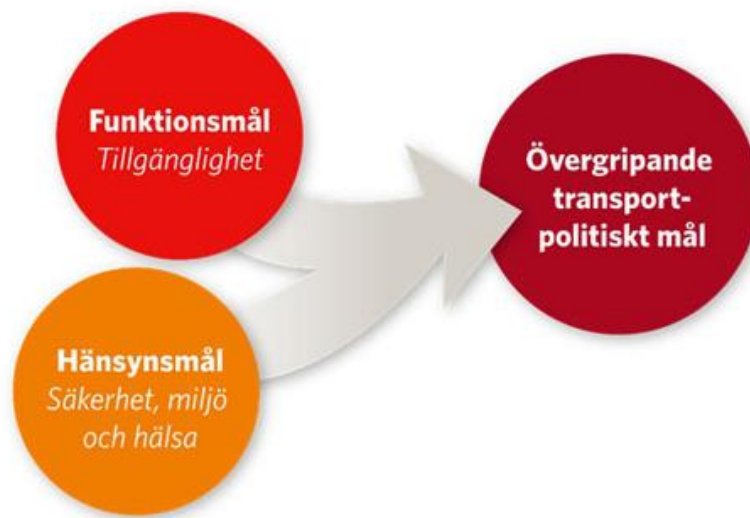 Funktionsmål
Tillgänglighet
Övergripande
transport-
politiskt mål
Hänsynsmål
Säkerhet, miljö
och hälsa